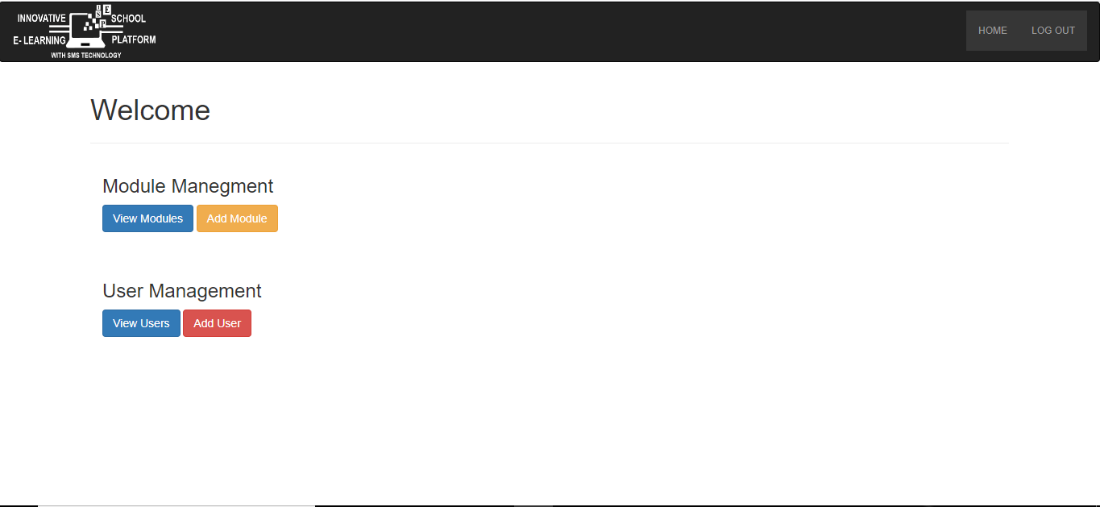 INNOVATIVE ISEP SCHOOL
E- LEARNING PLATFORM
WITH SMS TECHNOLOGY
HOME LOG OUT
Welcome
Module Manegment
View Modules Add Module
User Management
View Users Add User